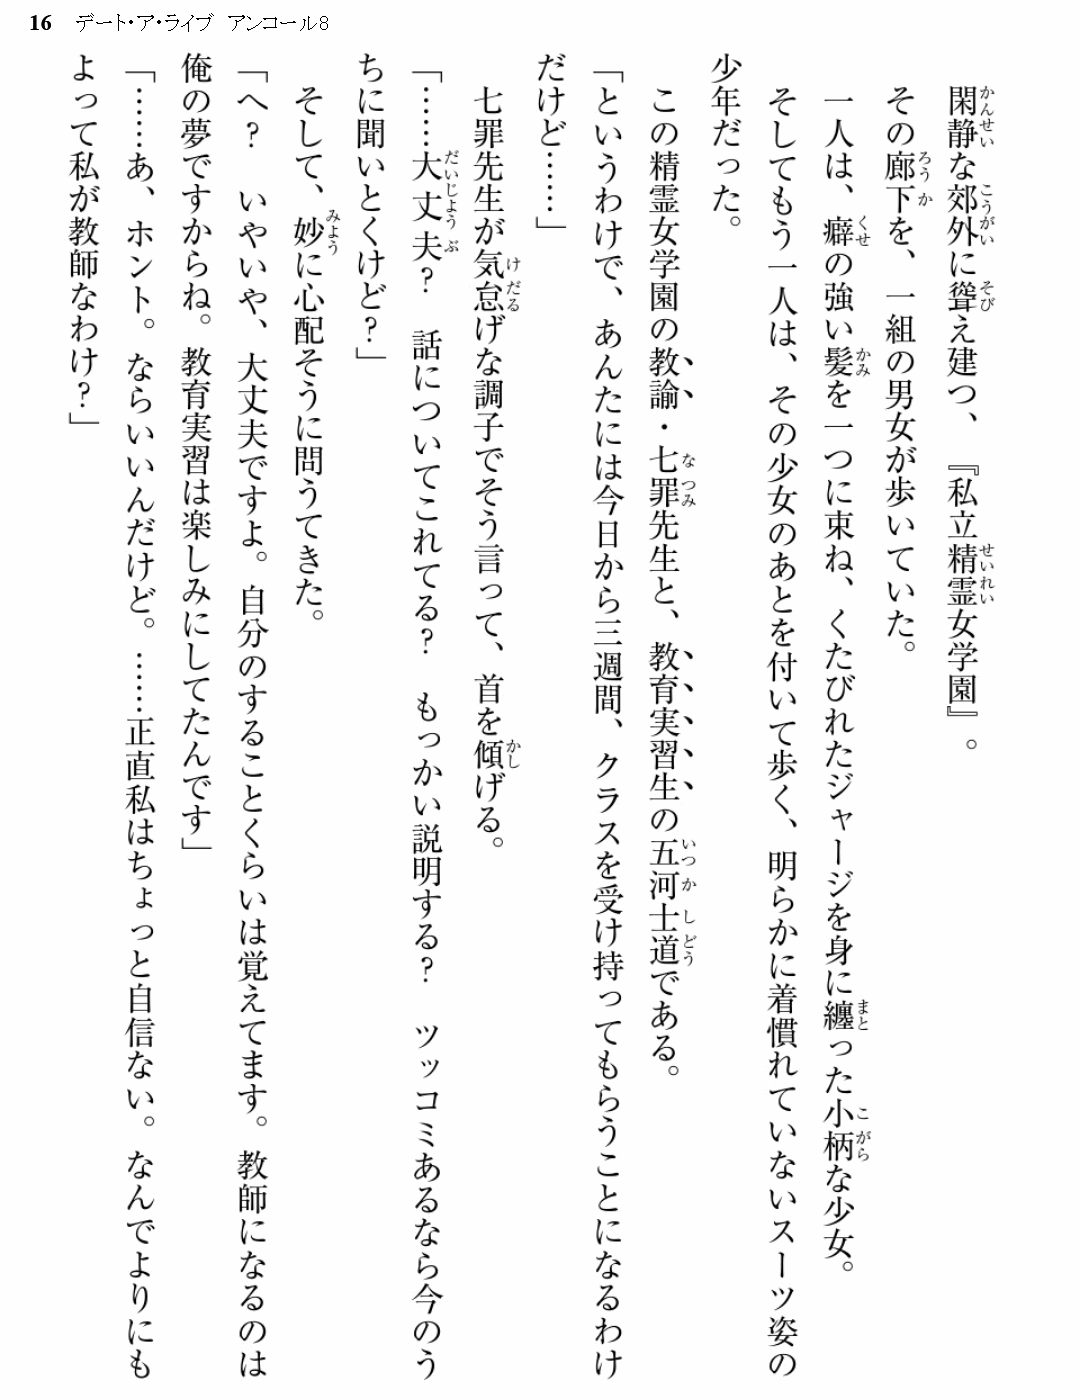 16 デート・ア・ライブ アンコール8
閑静な郊外に聳え建つ、『私立精霊女学園』。
その廊下を、一組の男女が歩いていた。
一人は、癖の強い髪を一つに束ね、くたびれたジャージを身に纏った小柄な少女。
そしてもう一人は、その少女のあとを付いて歩く、明らかに着慣れていないスーツ姿の
少年だった。
この精霊女学園の教諭・七罪先生と、教育実習生の五河士道である。
「というわけで、あんたには今日から三週間、クラスを受け持ってもらうことになるわけ
だけど……」
七罪先生が気怠げな調子でそう言って、首を傾げる。
「……大丈夫? 話についてこれてる? もっかい説明する? ツッコミあるなら今のう
ちに聞いとくけど?」
そして、妙に心配そうに問うてきた。
「へ? いやいや、大丈夫ですよ。自分のすることくらいは覚えてます。教師になるのは
俺の夢ですからね。教育実習は楽しみにしてたんです」
「……あ、ホント。ならいいんだけど。……正直私はちょっと自信ない。なんでよりにも
よって私が教師なわけ?」